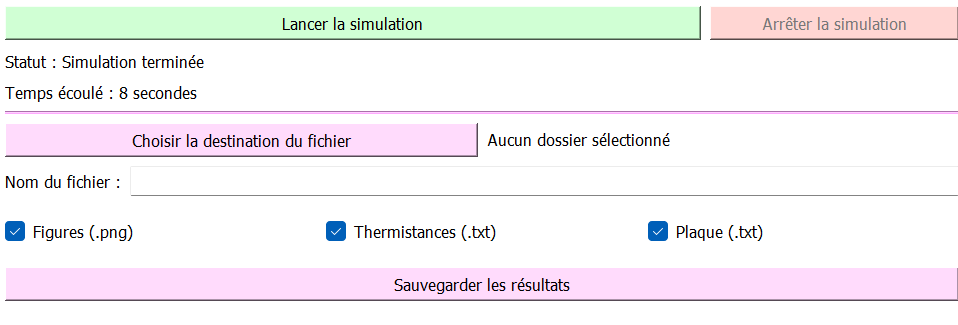 Lancer la simulation Arrêter la simulation
Statut : Simulation terminée
Temps écoulé : 8 secondes
Choisir la destination du fichier Aucun dossier sélectionné
Nom du fichier :
Figures (.png) Thermistances (.txt) Plaque (.txt)
Sauvegarder les résultats